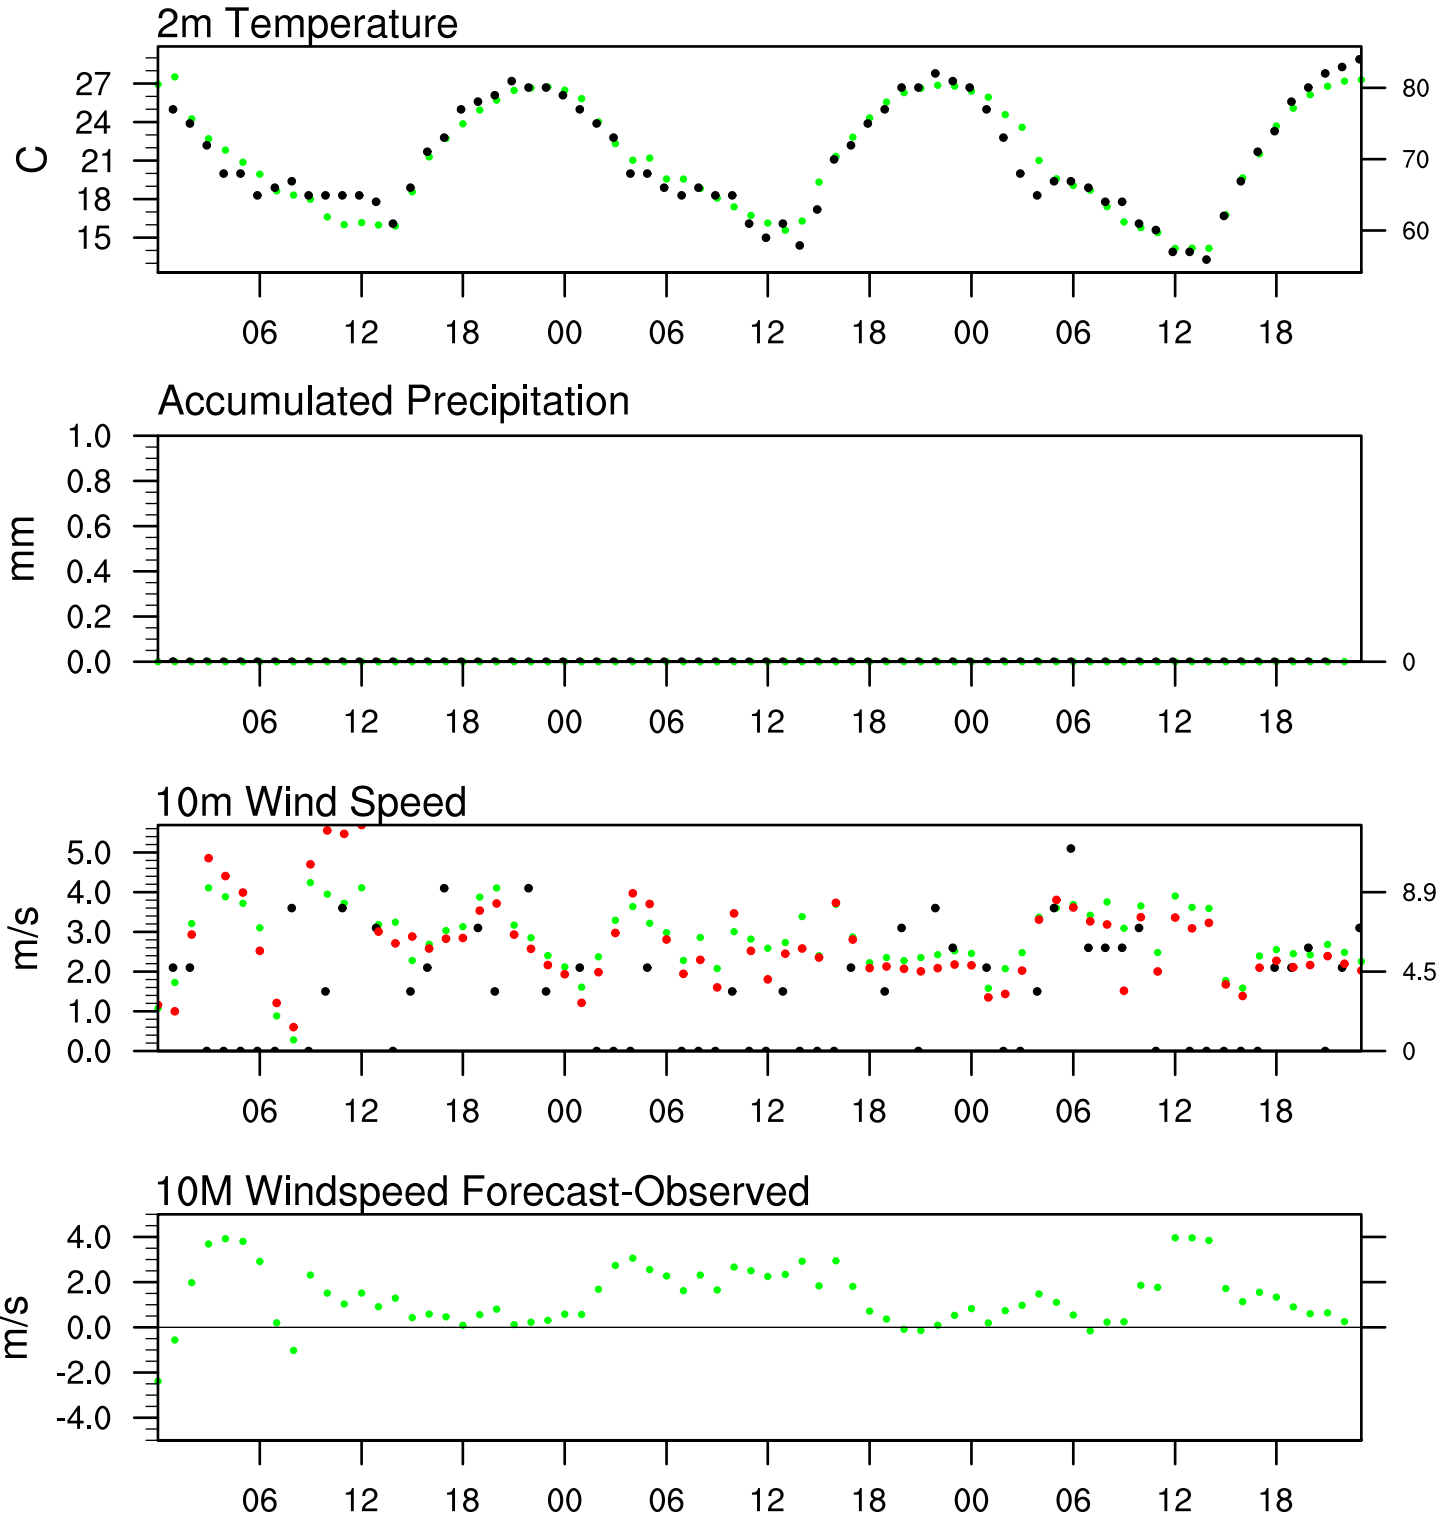 2m Temperature
C
27
24
21
18
15
80
70
60
06 12 18 00 06 12 18 00 06 12 18
Accumulated Precipitation
mm
1.0
0.8
0.6
0.4
0.2
0.0
0
06 12 18 00 06 12 18 00 06 12 18
10m Wind Speed
m/s
5.0
4.0
3.0
2.0
1.0
0.0
8.9
4.5
0
06 12 18 00 06 12 18 00 06 12 18
10M Windspeed Forecast-Observed
m/s
4.0
2.0
0.0
-2.0
-4.0
06 12 18 00 06 12 18 00 06 12 18